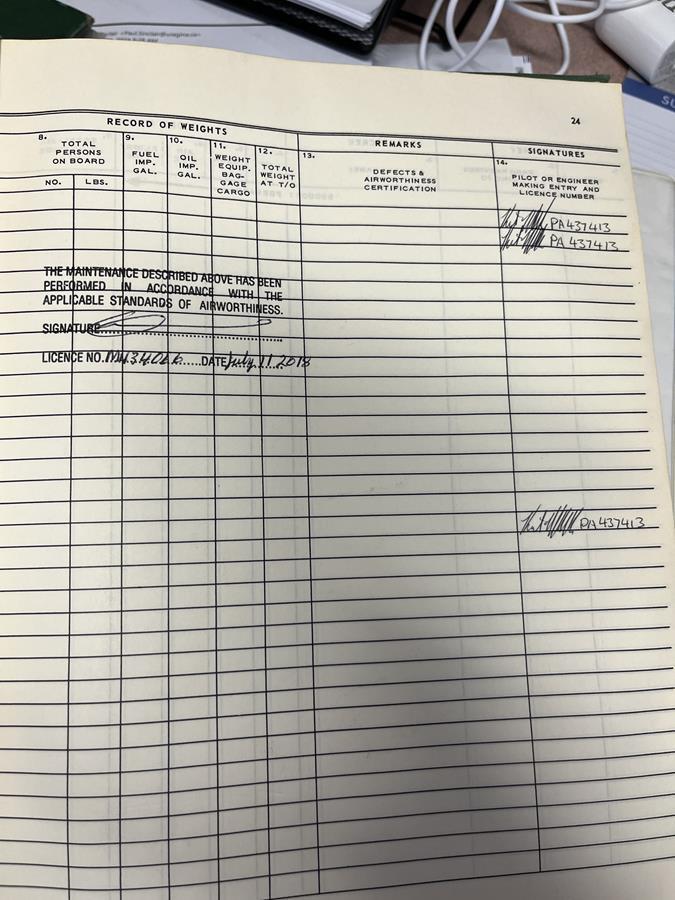 24
RECORD OF WEIGHTS
REMARKS
SIGNATURES
8. TOTAL PERSONS ON BOARD
9. FUEL IMP. GAL.
10. OIL IMP. GAL.
11. WEIGHT EQUIP. BAG- GAGE CARGO
12. TOTAL WEIGHT AT T/O
13. DEFECTS & AIRWORTHINESS CERTIFICATION
14. PILOT OR ENGINEER MAKING ENTRY AND LICENCE NUMBER
NO. LBS.
PA 437413
PA 437413
THE MAINTENANCE DESCRIBED ABOVE HAS BEEN
PERFORMED IN ACCORDANCE WITH THE
APPLICABLE STANDARDS OF AIRWORTHINESS.
SIGNATURE
LICENCE NO. DATE July 11 2018
PA 437413